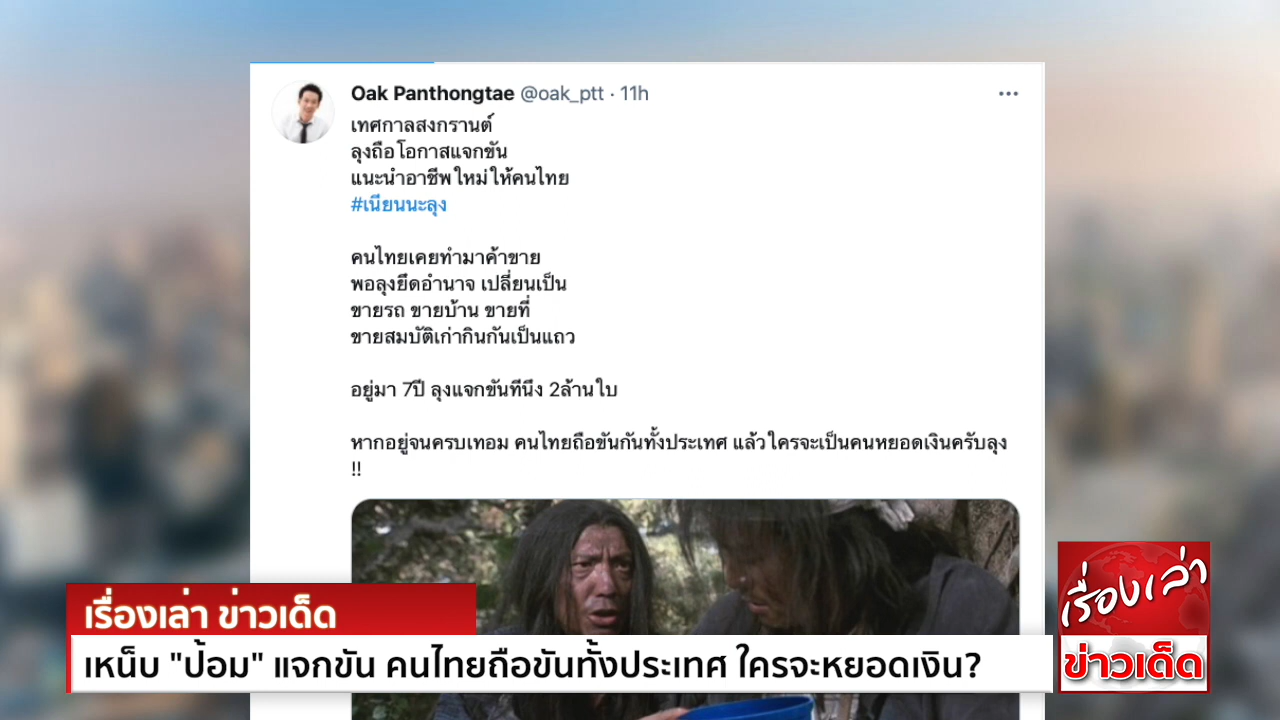 Oak Panthongtae @oak_ptt · 11h
เทศกาลสงกรานต์
ลุงถือโอกาสแจกขัน
แนะนำอาชีพใหม่ให้คนไทย
#เนียนนะลุง
คนไทยเคยทำมาค้าขาย
พอลุงยึดอำนาจ เปลี่ยนเป็น
ขายรถ ขายบ้าน ขายที่
ขายสมบัติเก่ากินกันเป็นแถว
อยู่มา 7ปี ลุงแจกขันทีนึง 2ล้านใบ
หากอยู่จนครบเทอม คนไทยถือขันกันทั้งประเทศ แล้วใครจะเป็นคนหยอดเงินครับลุง
!!
เรื่องเล่า ข่าวเด็ด
เหน็บ "ป้อม" แจกขัน คนไทยถือขันทั้งประเทศ ใครจะหยอดเงิน?
เรื่องเล่า
ข่าวเด็ด